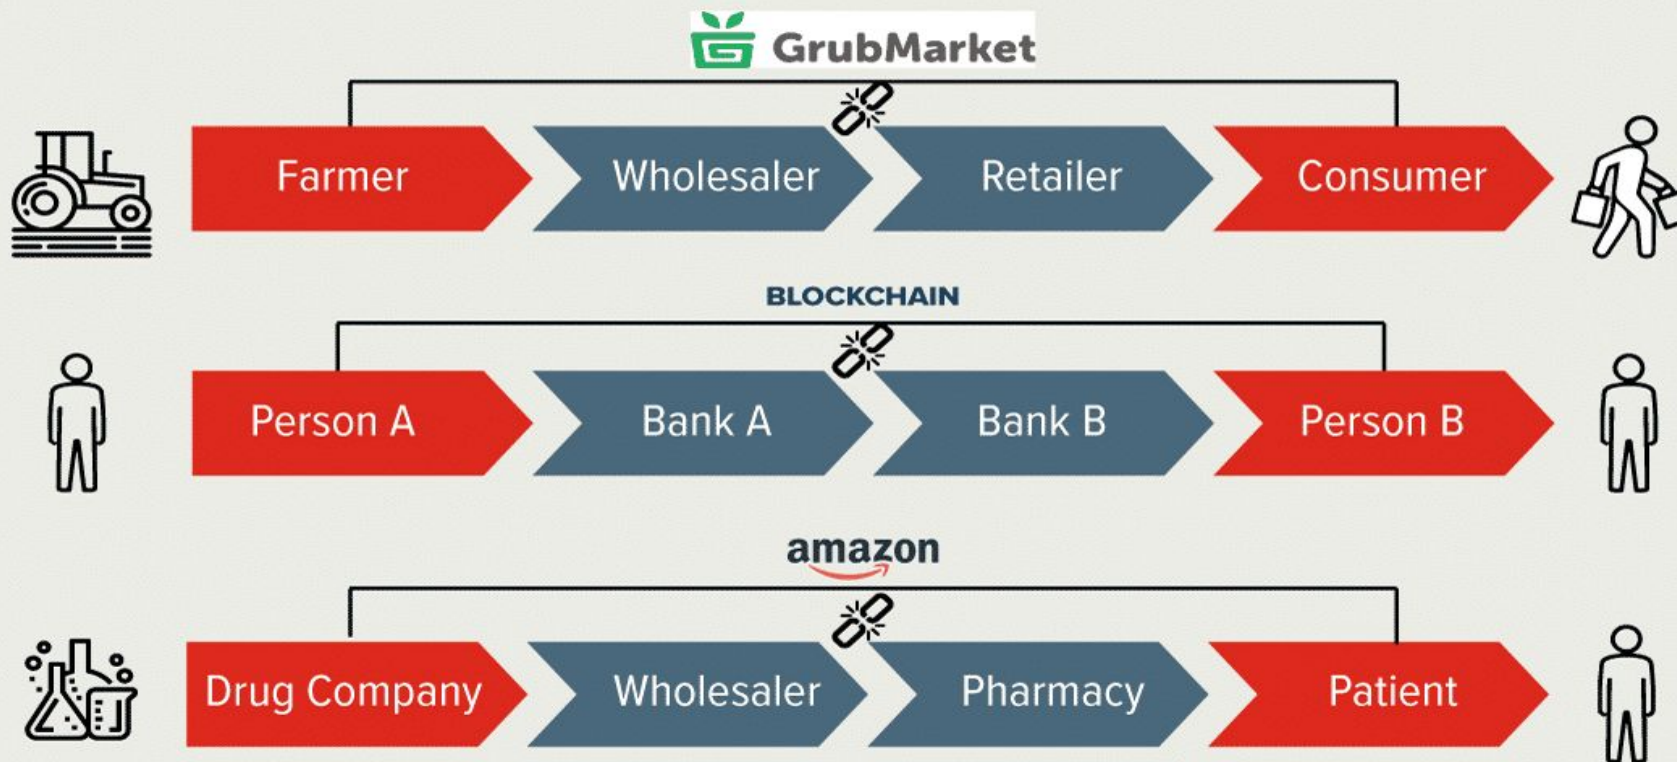 GrubMarket
Farmer Wholesaler Retailer Consumer
BLOCKCHAIN
Person A Bank A Bank B Person B
amazon
Drug Company Wholesaler Pharmacy Patient